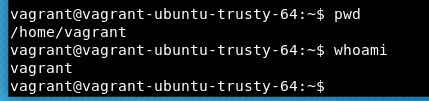 vagrant@vagrant-ubuntu-trusty-64:~$ pwd
/home/vagrant
vagrant@vagrant-ubuntu-trusty-64:~$ whoami
vagrant
vagrant@vagrant-ubuntu-trusty-64:~$